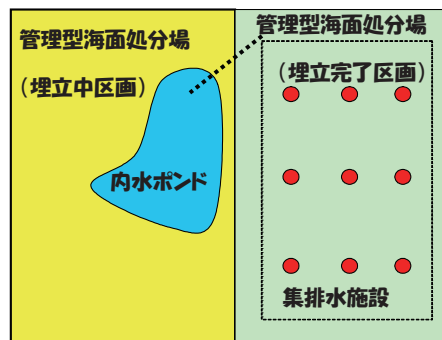 管理型海面処分場
(埋立中区画)
内水ポンド
管理型海面処分場
(埋立完了区画)
集排水施設